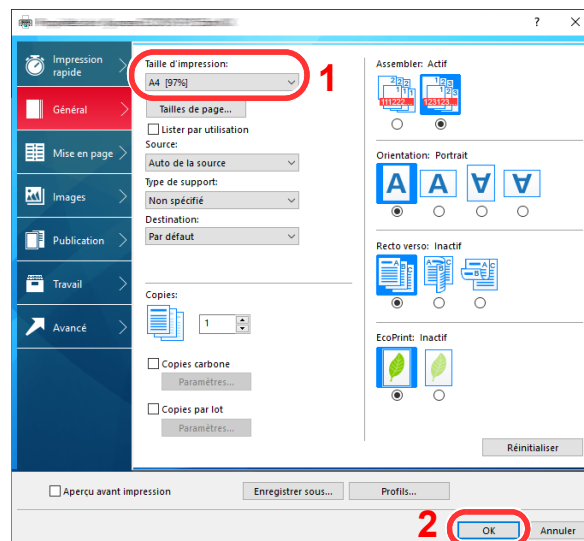 ?
Impression
rapide
Général
Mise en page
Images
Publication
Travail
Avancé
Taille d'impression:
A4 [97%]
1
Tailles de page...
Lister par utilisation
Source:
Auto de la source
Type de support:
Non spécifié
Destination:
Par défaut
Copies:
1
Copies carbone
Paramètres...
Copies par lot
Paramètres...
Assembler: Actif
111222...
123123...
Orientation: Portrait
A A A A
Recto verso: Inactif
EcoPrint: Inactif
Réinitialiser
Aperçu avant impression
Enregistrer sous...
Profils...
2
OK
Annuler